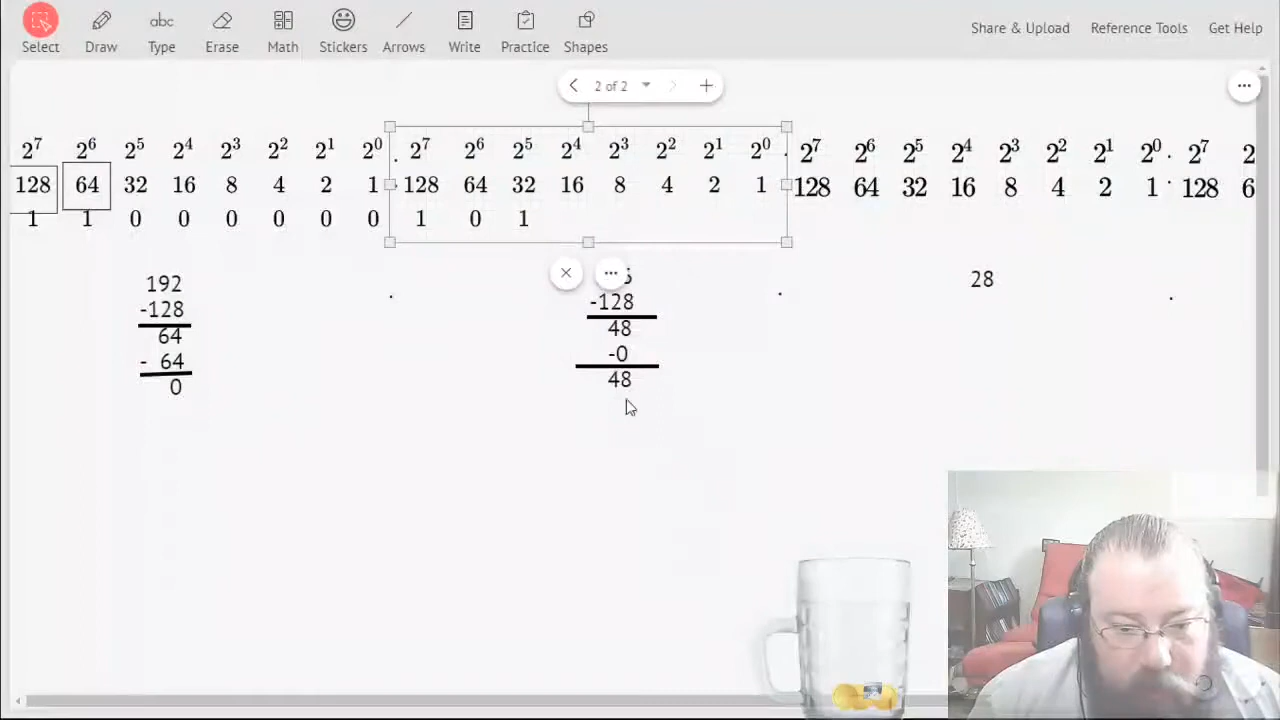 Select Draw abc Type Erase Math Stickers Arrows Write Practice Shapes Share & Upload Reference Tools Get Help
2 of 2
2^7 2^6 2^5 2^4 2^3 2^2 2^1 2^0 . 2^7 2^6 2^5 2^4 2^3 2^2 2^1 2^0 . 2^7 2^6 2^5 2^4 2^3 2^2 2^1 2^0 . 2^7 2
128 64 32 16 8 4 2 1 . 128 64 32 16 8 4 2 1 128 64 32 16 8 4 2 1 . 128 6
1 1 0 0 0 0 0 0 1 0 1
192
-128
64
- 64
0
.
-128
48
-0
48
.
28
.